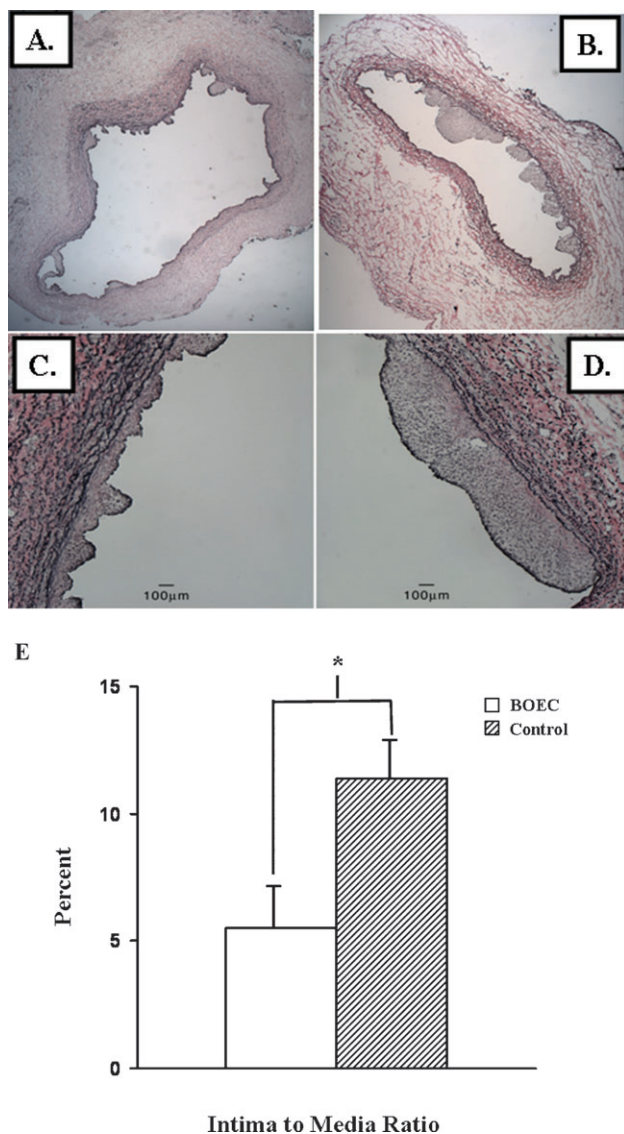 A.
B.
C.
D.
100μm
100μm
E
*
15
10
5
0
Percent
BOEC
Control
Intima to Media Ratio